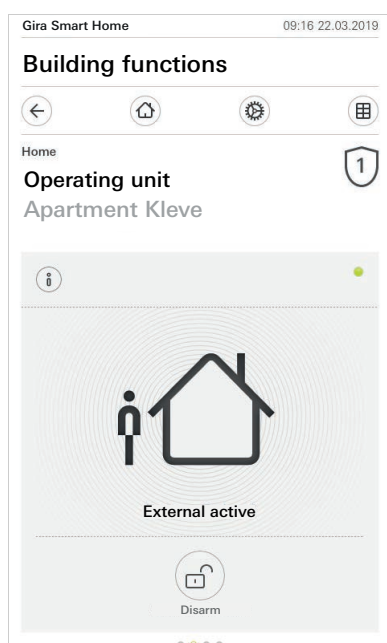 Gira Smart Home 09:16 22.03.2019
Building functions
Home
1
Operating unit
Apartment Kleve
External active
Disarm